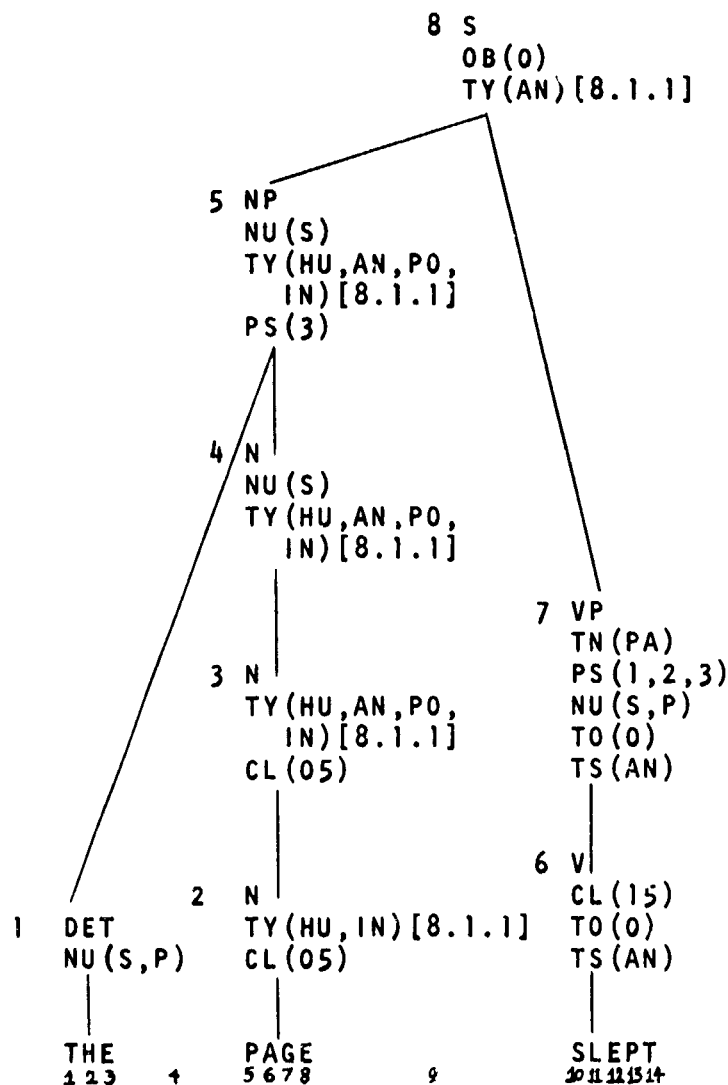 8 S
OB(O)
TY(AN)[8.1.1]
5 NP
NU(S)
TY(HU,AN,PO,
IN)[8.1.1]
PS(3)
4 N
NU(S)
TY(HU,AN,PO,
IN)[8.1.1]
7 VP
TN(PA)
PS(1,2,3)
NU(S,P)
TO(O)
TS(AN)
3 N
TY(HU,AN,PO,
IN)[8.1.1]
CL(05)
6 V
CL(15)
TO(O)
TS(AN)
2 N
TY(HU,IN)[8.1.1]
CL(05)
1 DET
NU(S,P)
THE PAGE SLEPT
1 2 3 4 5 6 7 8 9 10 11 12 13 14